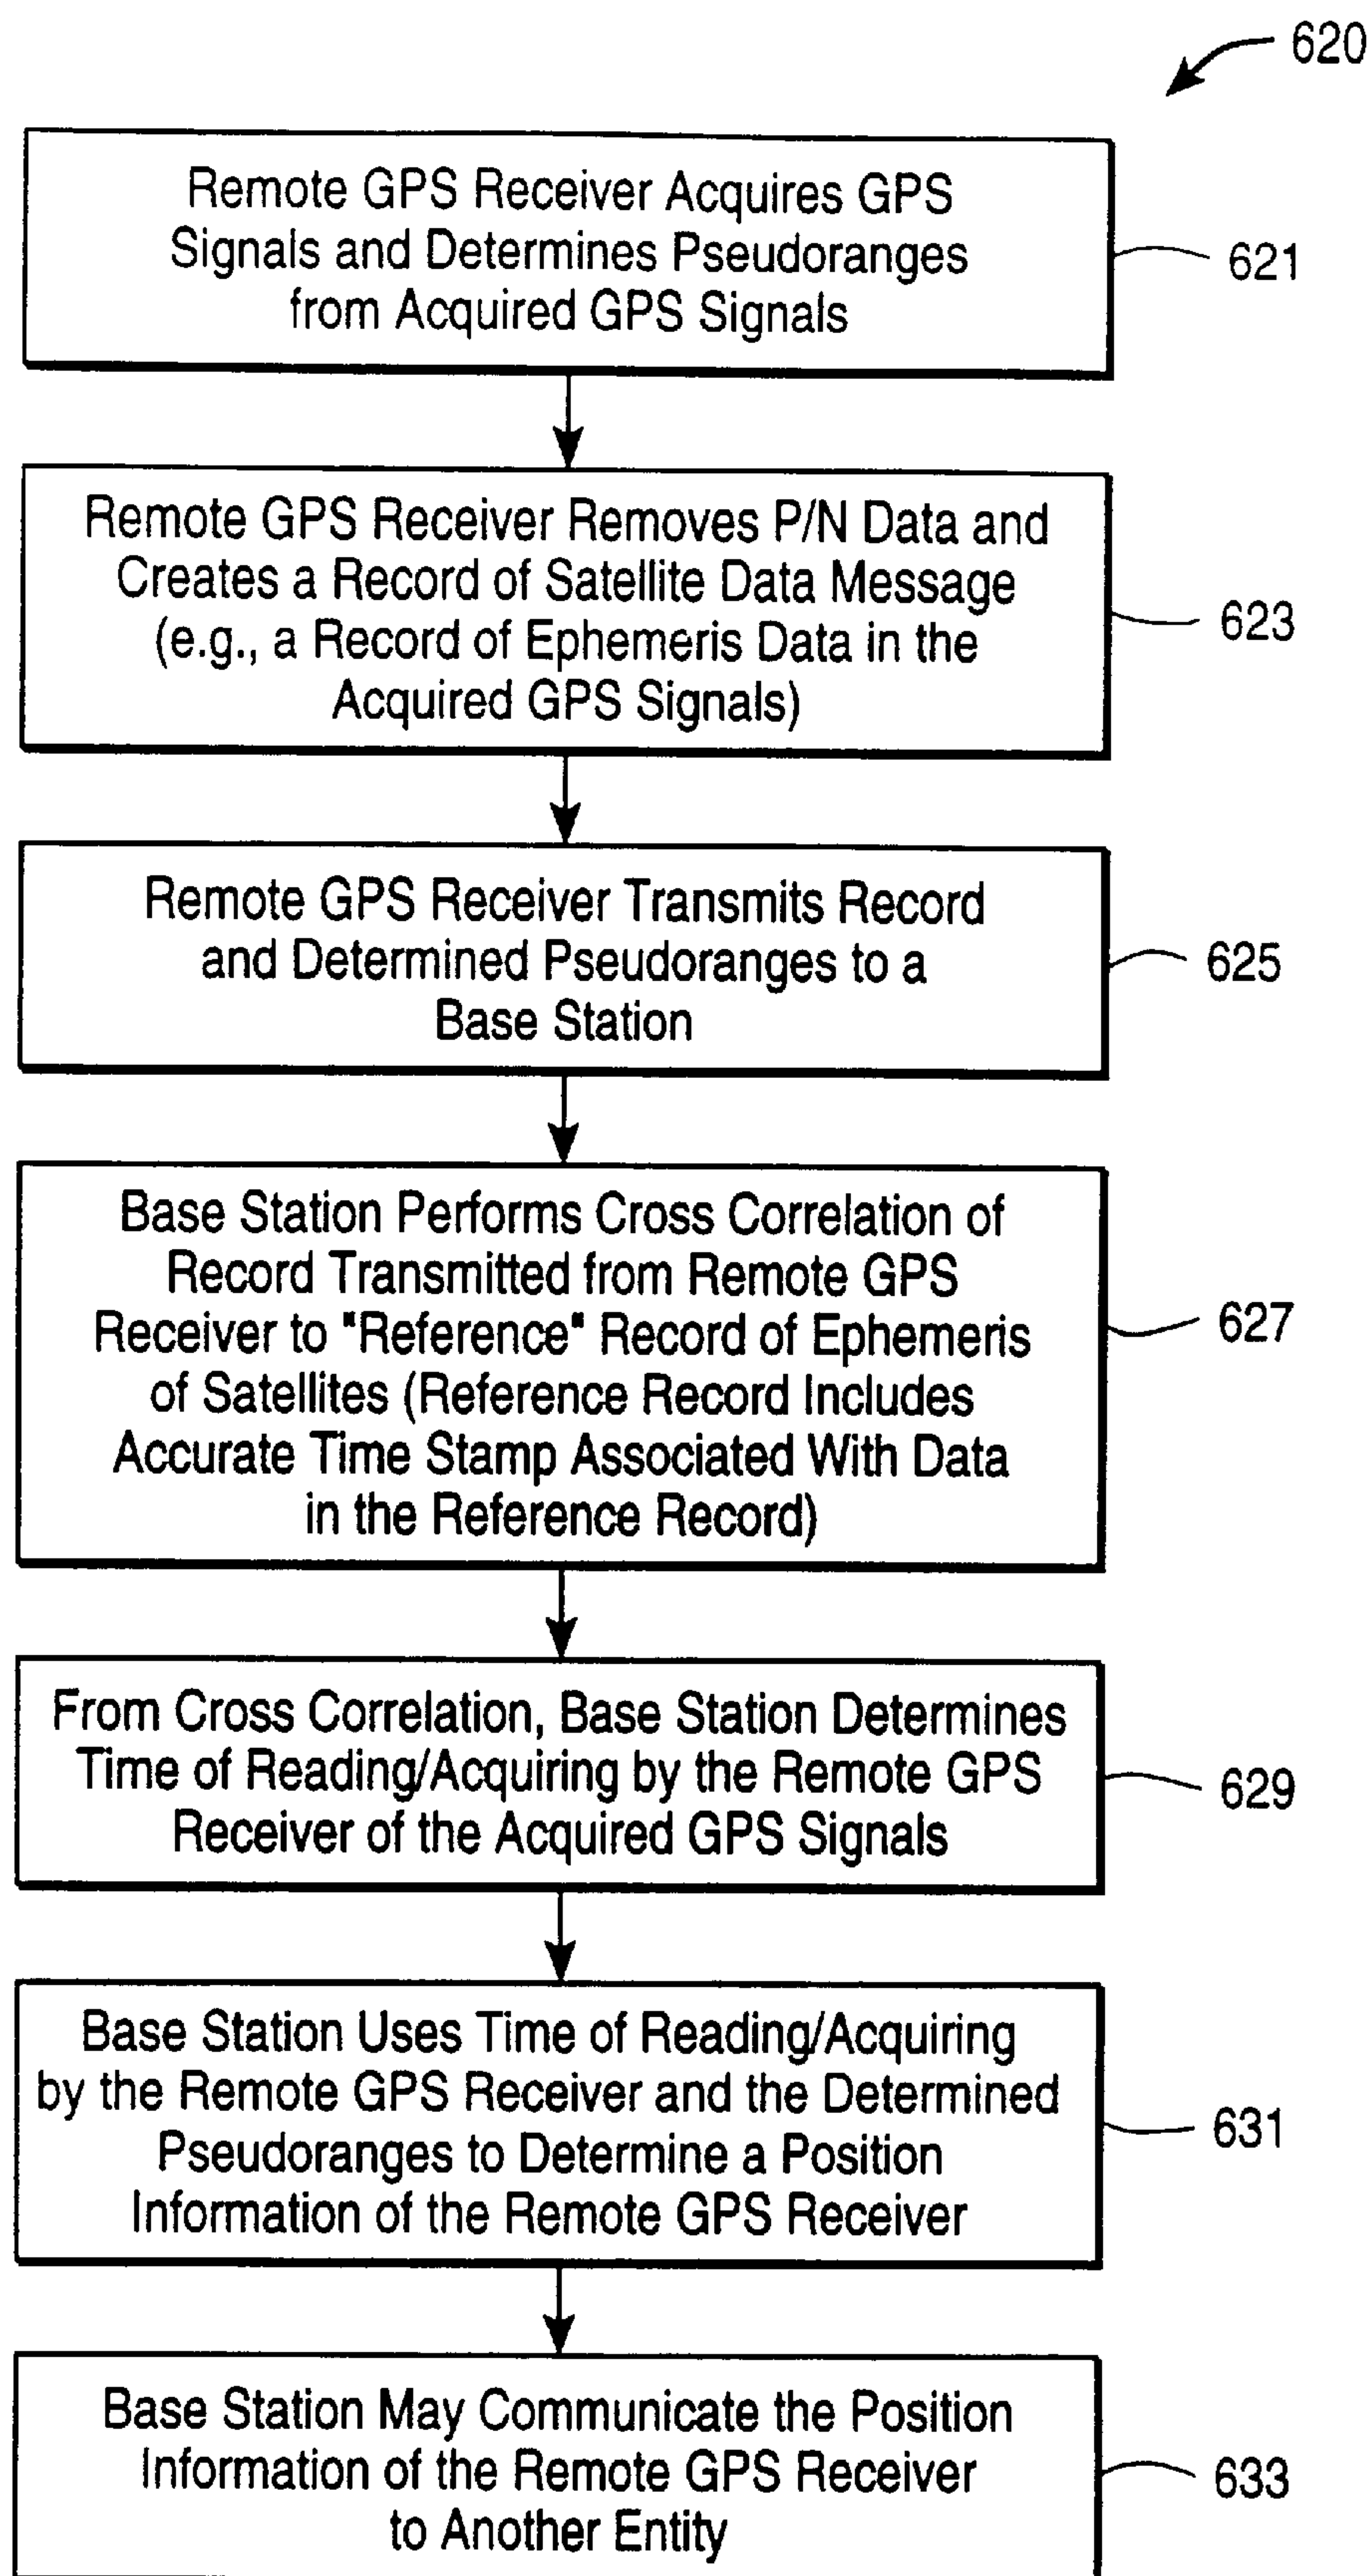 620
Remote GPS Receiver Acquires GPS
Signals and Determines Pseudoranges
from Acquired GPS Signals
621
Remote GPS Receiver Removes P/N Data and
Creates a Record of Satellite Data Message
(e.g., a Record of Ephemeris Data in the
Acquired GPS Signals)
623
Remote GPS Receiver Transmits Record
and Determined Pseudoranges to a
Base Station
625
Base Station Performs Cross Correlation of
Record Transmitted from Remote GPS
Receiver to "Reference" Record of Ephemeris
of Satellites (Reference Record Includes
Accurate Time Stamp Associated With Data
in the Reference Record)
627
From Cross Correlation, Base Station Determines
Time of Reading/Acquiring by the Remote GPS
Receiver of the Acquired GPS Signals
629
Base Station Uses Time of Reading/Acquiring
by the Remote GPS Receiver and the Determined
Pseudoranges to Determine a Position
Information of the Remote GPS Receiver
631
Base Station May Communicate the Position
Information of the Remote GPS Receiver
to Another Entity
633